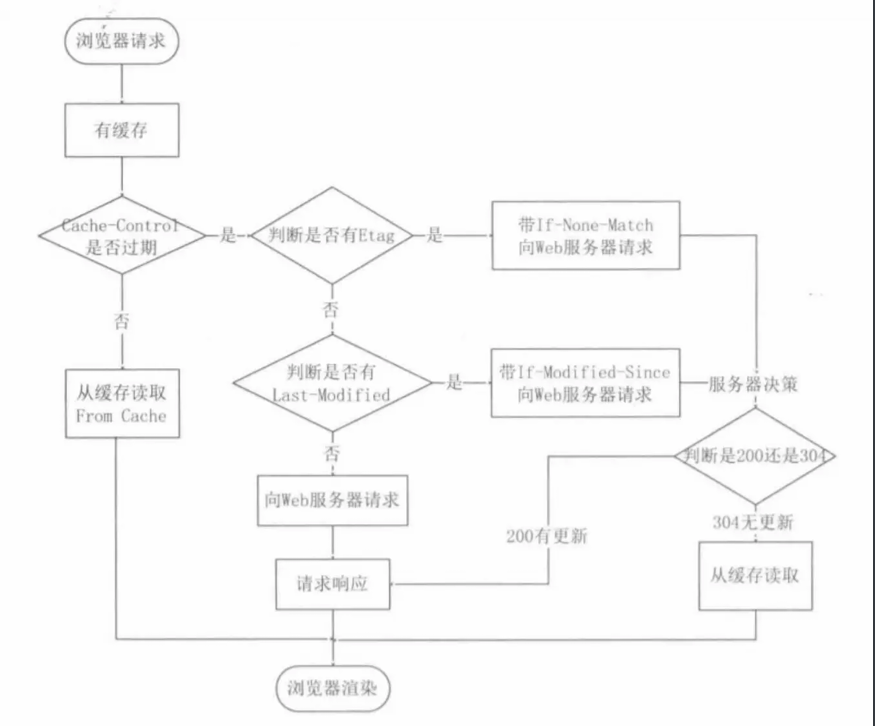 浏览器请求
有缓存
Cache-Control
是否过期
是
判断是否有Etag
是
带If-None-Match
向Web服务器请求
否
否
从缓存读取
From Cache
判断是否有
Last-Modified
是
带If-Modified-Since
向Web服务器请求
服务器决策
判断是200还是304
否
向Web服务器请求
200有更新
304无更新
请求响应
从缓存读取
浏览器渲染